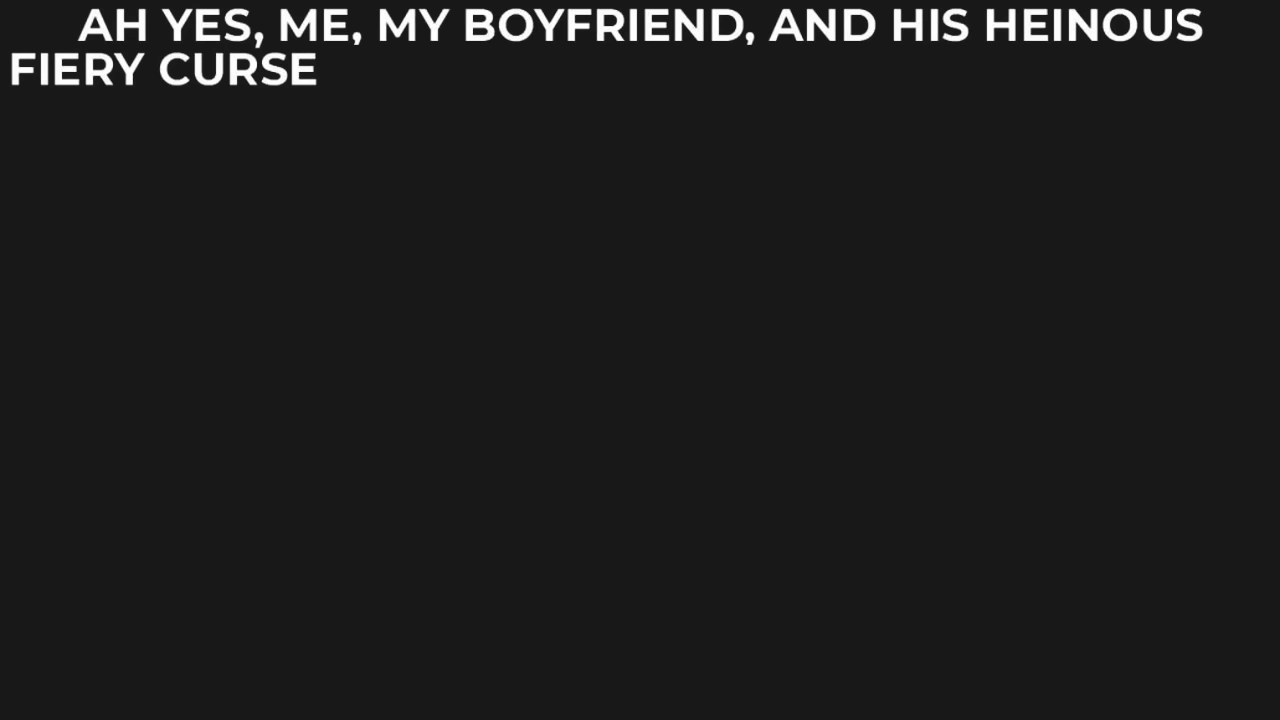 AH YES, ME, MY BOYFRIEND, AND HIS HEINOUS
FIERY CURSE